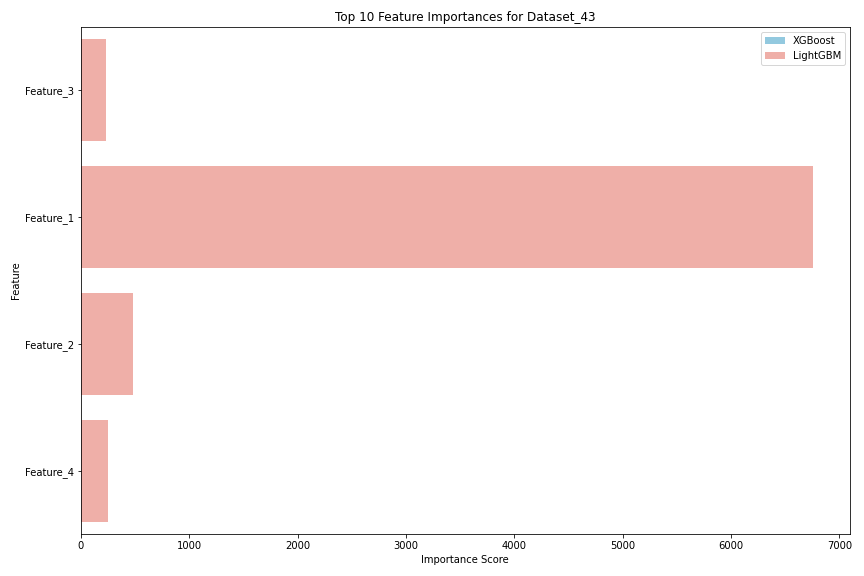 Top 10 Feature Importances for Dataset_43
XGBoost
LightGBM
Feature_3
Feature_1
Feature_2
Feature_4
Feature
0 1000 2000 3000 4000 5000 6000 7000
Importance Score